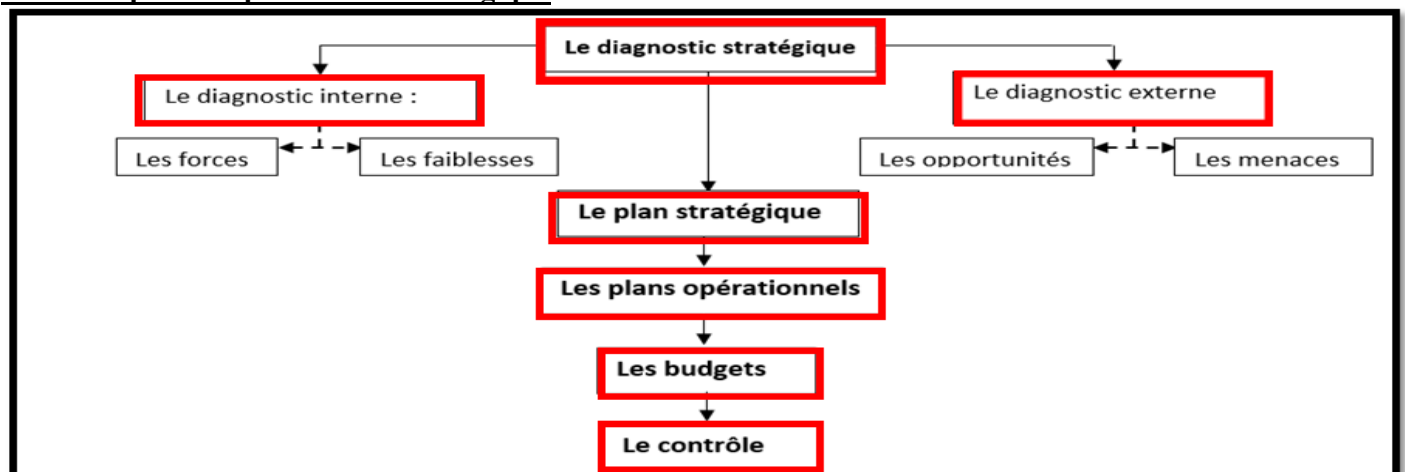 Le diagnostic stratégique
Le diagnostic interne :
Le diagnostic externe
Les forces
Les faiblesses
Les opportunités
Les menaces
Le plan stratégique
Les plans opérationnels
Les budgets
Le contrôle